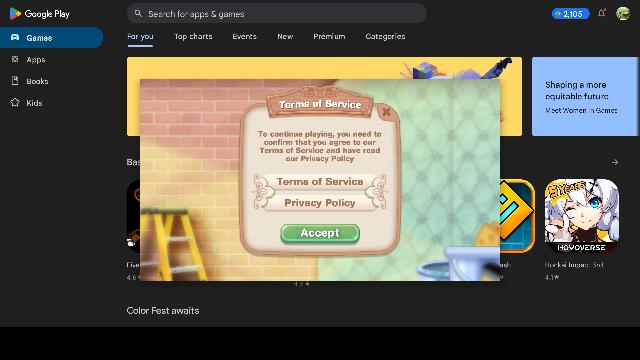 Google Play
Search for apps & games
2,105
Games
Apps
Books
Kids
For you
Top charts
Events
New
Premium
Categories
Shaping a more
equitable future
Meet Women in Games
Terms of Service
To continue playing, you need to
confirm that you agree to our
Terms of Service and have read
our Privacy Policy
Terms of Service
Privacy Policy
Accept
Bas
HOYOVERSE
Five
ash
Honkai Impact 3rd
4.6
4.5★
4.1★
Color Fest awaits